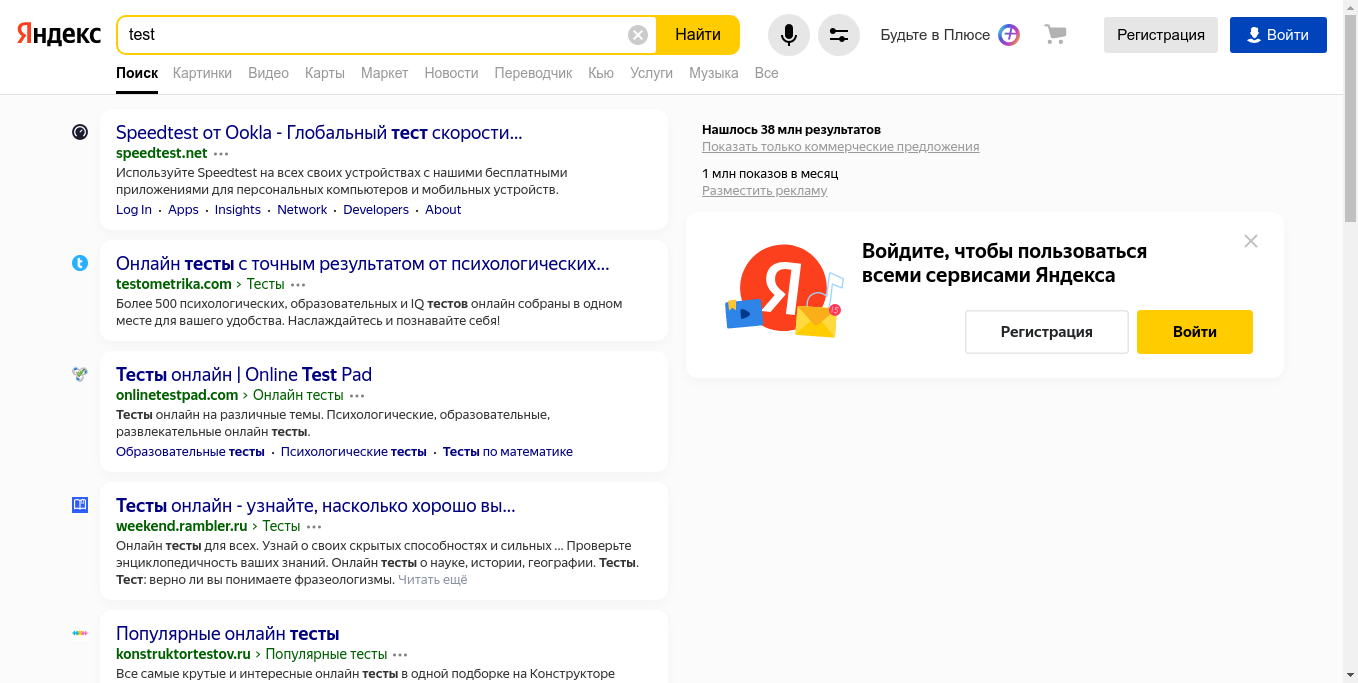 Яндекс
test
Найти
Будьте в Плюсе
Регистрация
Войти
Поиск Картинки Видео Карты Маркет Новости Переводчик Кью Услуги Музыка Все
Speedtest от Ookla - Глобальный тест скорости...
speedtest.net
Используйте Speedtest на всех своих устройствах с нашими бесплатными
приложениями для персональных компьютеров и мобильных устройств.
Log In · Apps · Insights · Network · Developers · About
Онлайн тесты с точным результатом от психологических...
testometrika.com › Тесты
Более 500 психологических, образовательных и IQ тестов онлайн собраны в одном
месте для вашего удобства. Наслаждайтесь и познавайте себя!
Тесты онлайн | Online Test Pad
onlinetestpad.com › Онлайн тесты
Тесты онлайн на различные темы. Психологические, образовательные,
развлекательные онлайн тесты.
Образовательные тесты · Психологические тесты · Тесты по математике
Тесты онлайн - узнайте, насколько хорошо вы...
weekend.rambler.ru › Тесты
Онлайн тесты для всех. Узнай о своих скрытых способностях и сильных ... Проверьте
энциклопедичность ваших знаний. Онлайн тесты о науке, истории, географии. Тесты.
Тест: верно ли вы понимаете фразеологизмы. Читать ещё
Популярные онлайн тесты
konstruktortestov.ru › Популярные тесты
Все самые крутые и интересные онлайн тесты в одной подборке на Конструкторе
Нашлось 38 млн результатов
Показать только коммерческие предложения
1 млн показов в месяц
Разместить рекламу
Я
15
Войдите, чтобы пользоваться
всеми сервисами Яндекса
Регистрация
Войти